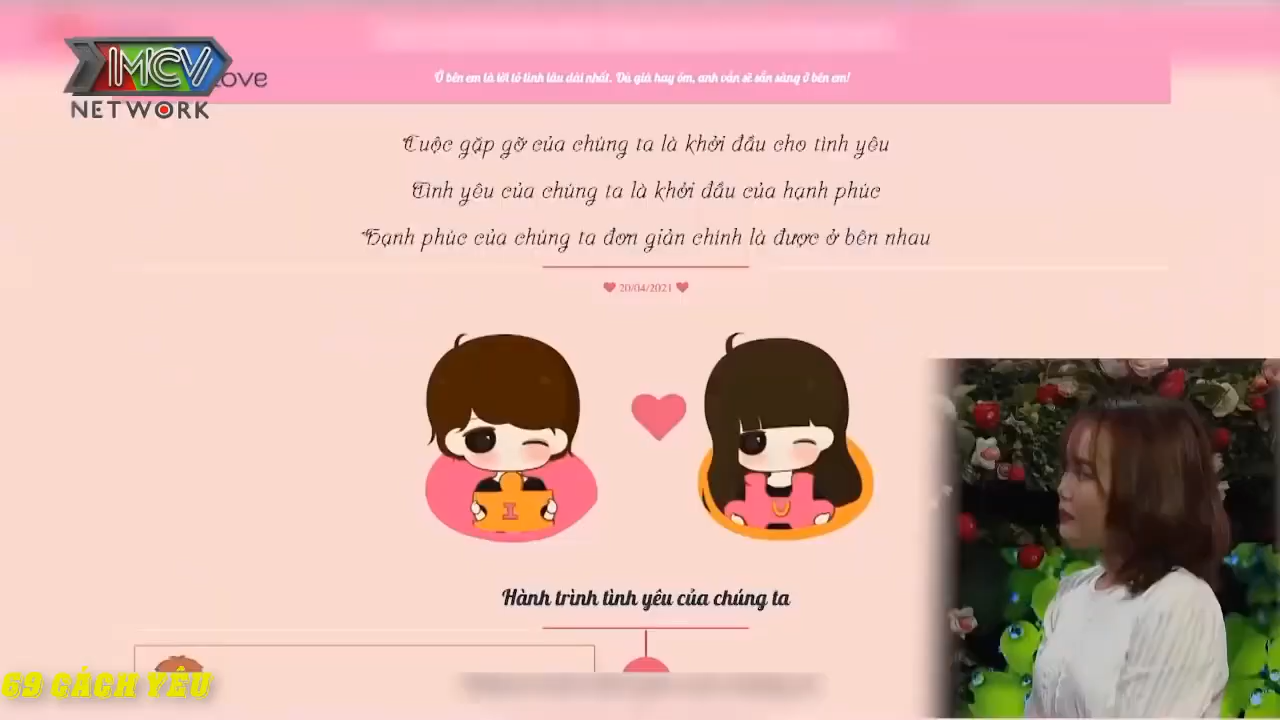 MCV
Love
NETWORK
Ở bên em là lời tỏ tình lâu dài nhất. Dù già hay ốm, anh vẫn sẽ sẵn sàng ở bên em!
Cuộc gặp gỡ của chúng ta là khởi đầu cho tình yêu
Tình yêu của chúng ta là khởi đầu của hạnh phúc
Hạnh phúc của chúng ta đơn giản chính là được ở bên nhau
20/04/2021
I
U
Hành trình tình yêu của chúng ta
69 CÁCH YÊU